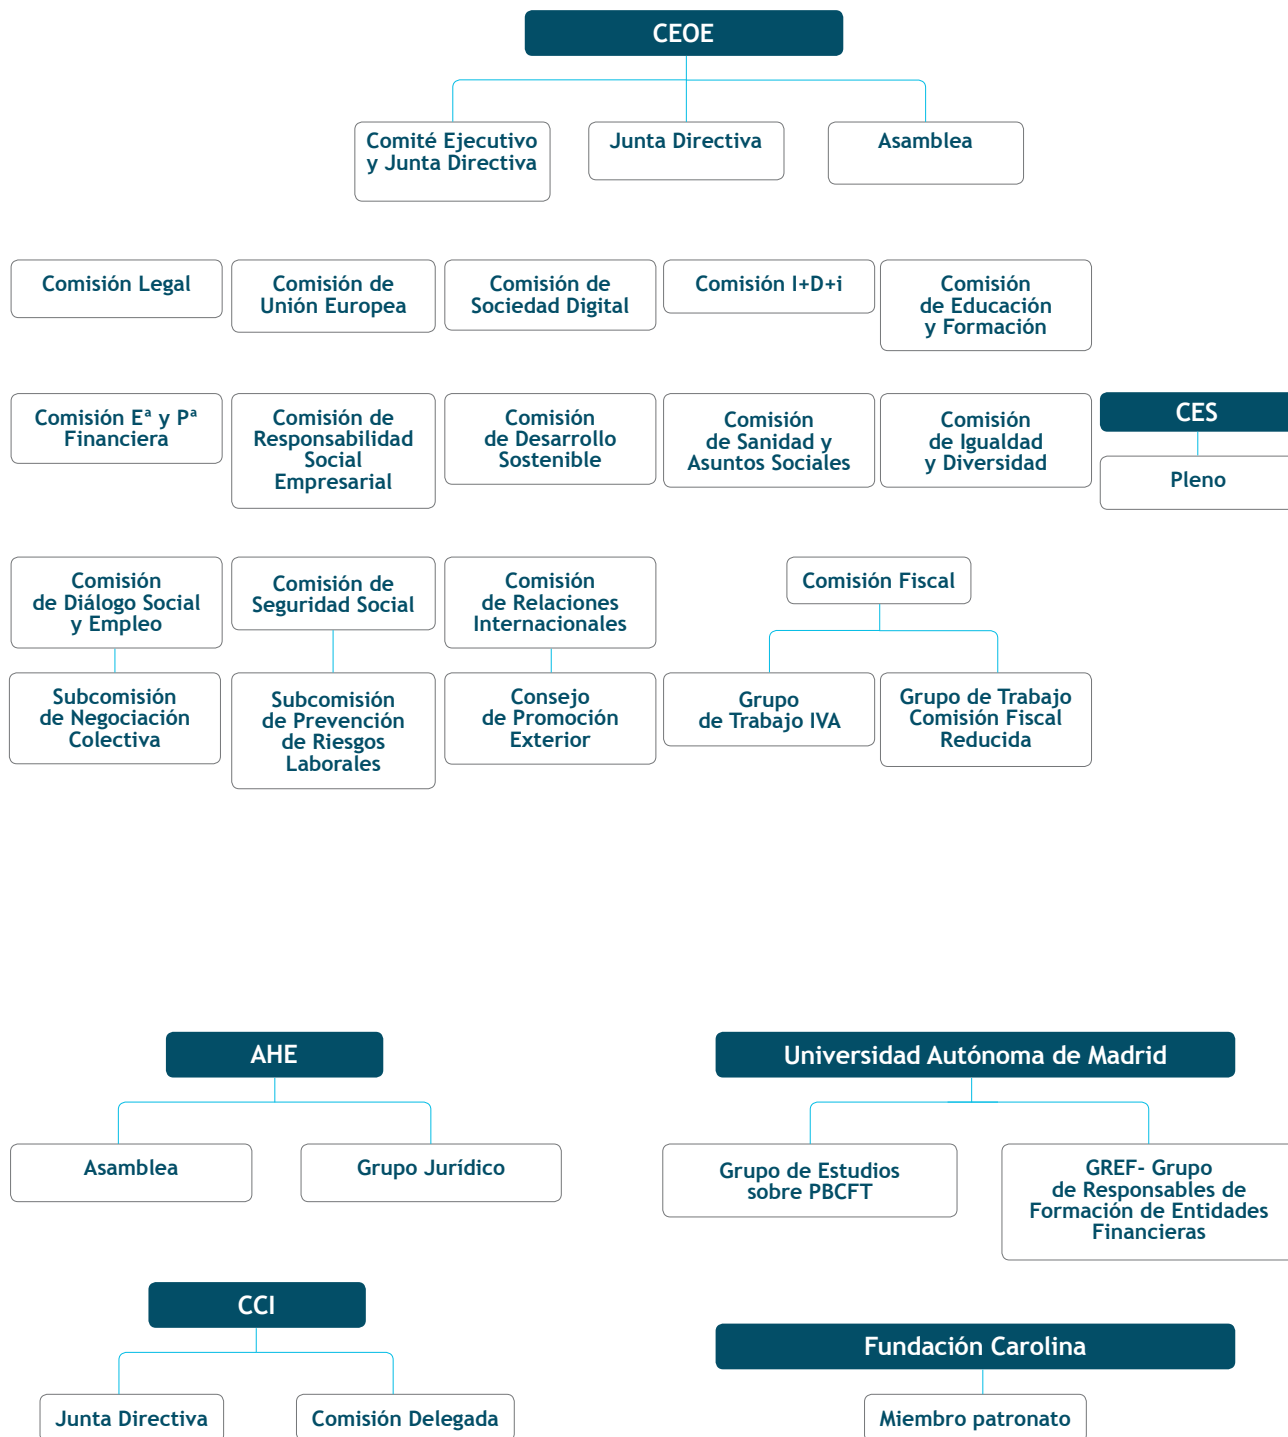 CEOE
Comité Ejecutivo
y Junta Directiva
Junta Directiva
Asamblea
Comisión Legal
Comisión de
Unión Europea
Comisión de
Sociedad Digital
Comisión I+D+i
Comisión
de Educación
y Formación
Comisión Eª y Pª
Financiera
Comisión de
Responsabilidad
Social
Empresarial
Comisión
de Desarrollo
Sostenible
Comisión
de Sanidad y
Asuntos Sociales
Comisión
de Igualdad
y Diversidad
CES
Pleno
Comisión
de Diálogo Social
y Empleo
Comisión de
Seguridad Social
Comisión
de Relaciones
Internacionales
Comisión Fiscal
Subcomisión
de Negociación
Colectiva
Subcomisión
de Prevención
de Riesgos
Laborales
Consejo
de Promoción
Exterior
Grupo
de Trabajo IVA
Grupo de Trabajo
Comisión Fiscal
Reducida
AHE
Asamblea
Grupo Jurídico
Universidad Autónoma de Madrid
Grupo de Estudios
sobre PBCFT
GREF- Grupo
de Responsables de
Formación de Entidades
Financieras
CCI
Junta Directiva
Comisión Delegada
Fundación Carolina
Miembro patronato